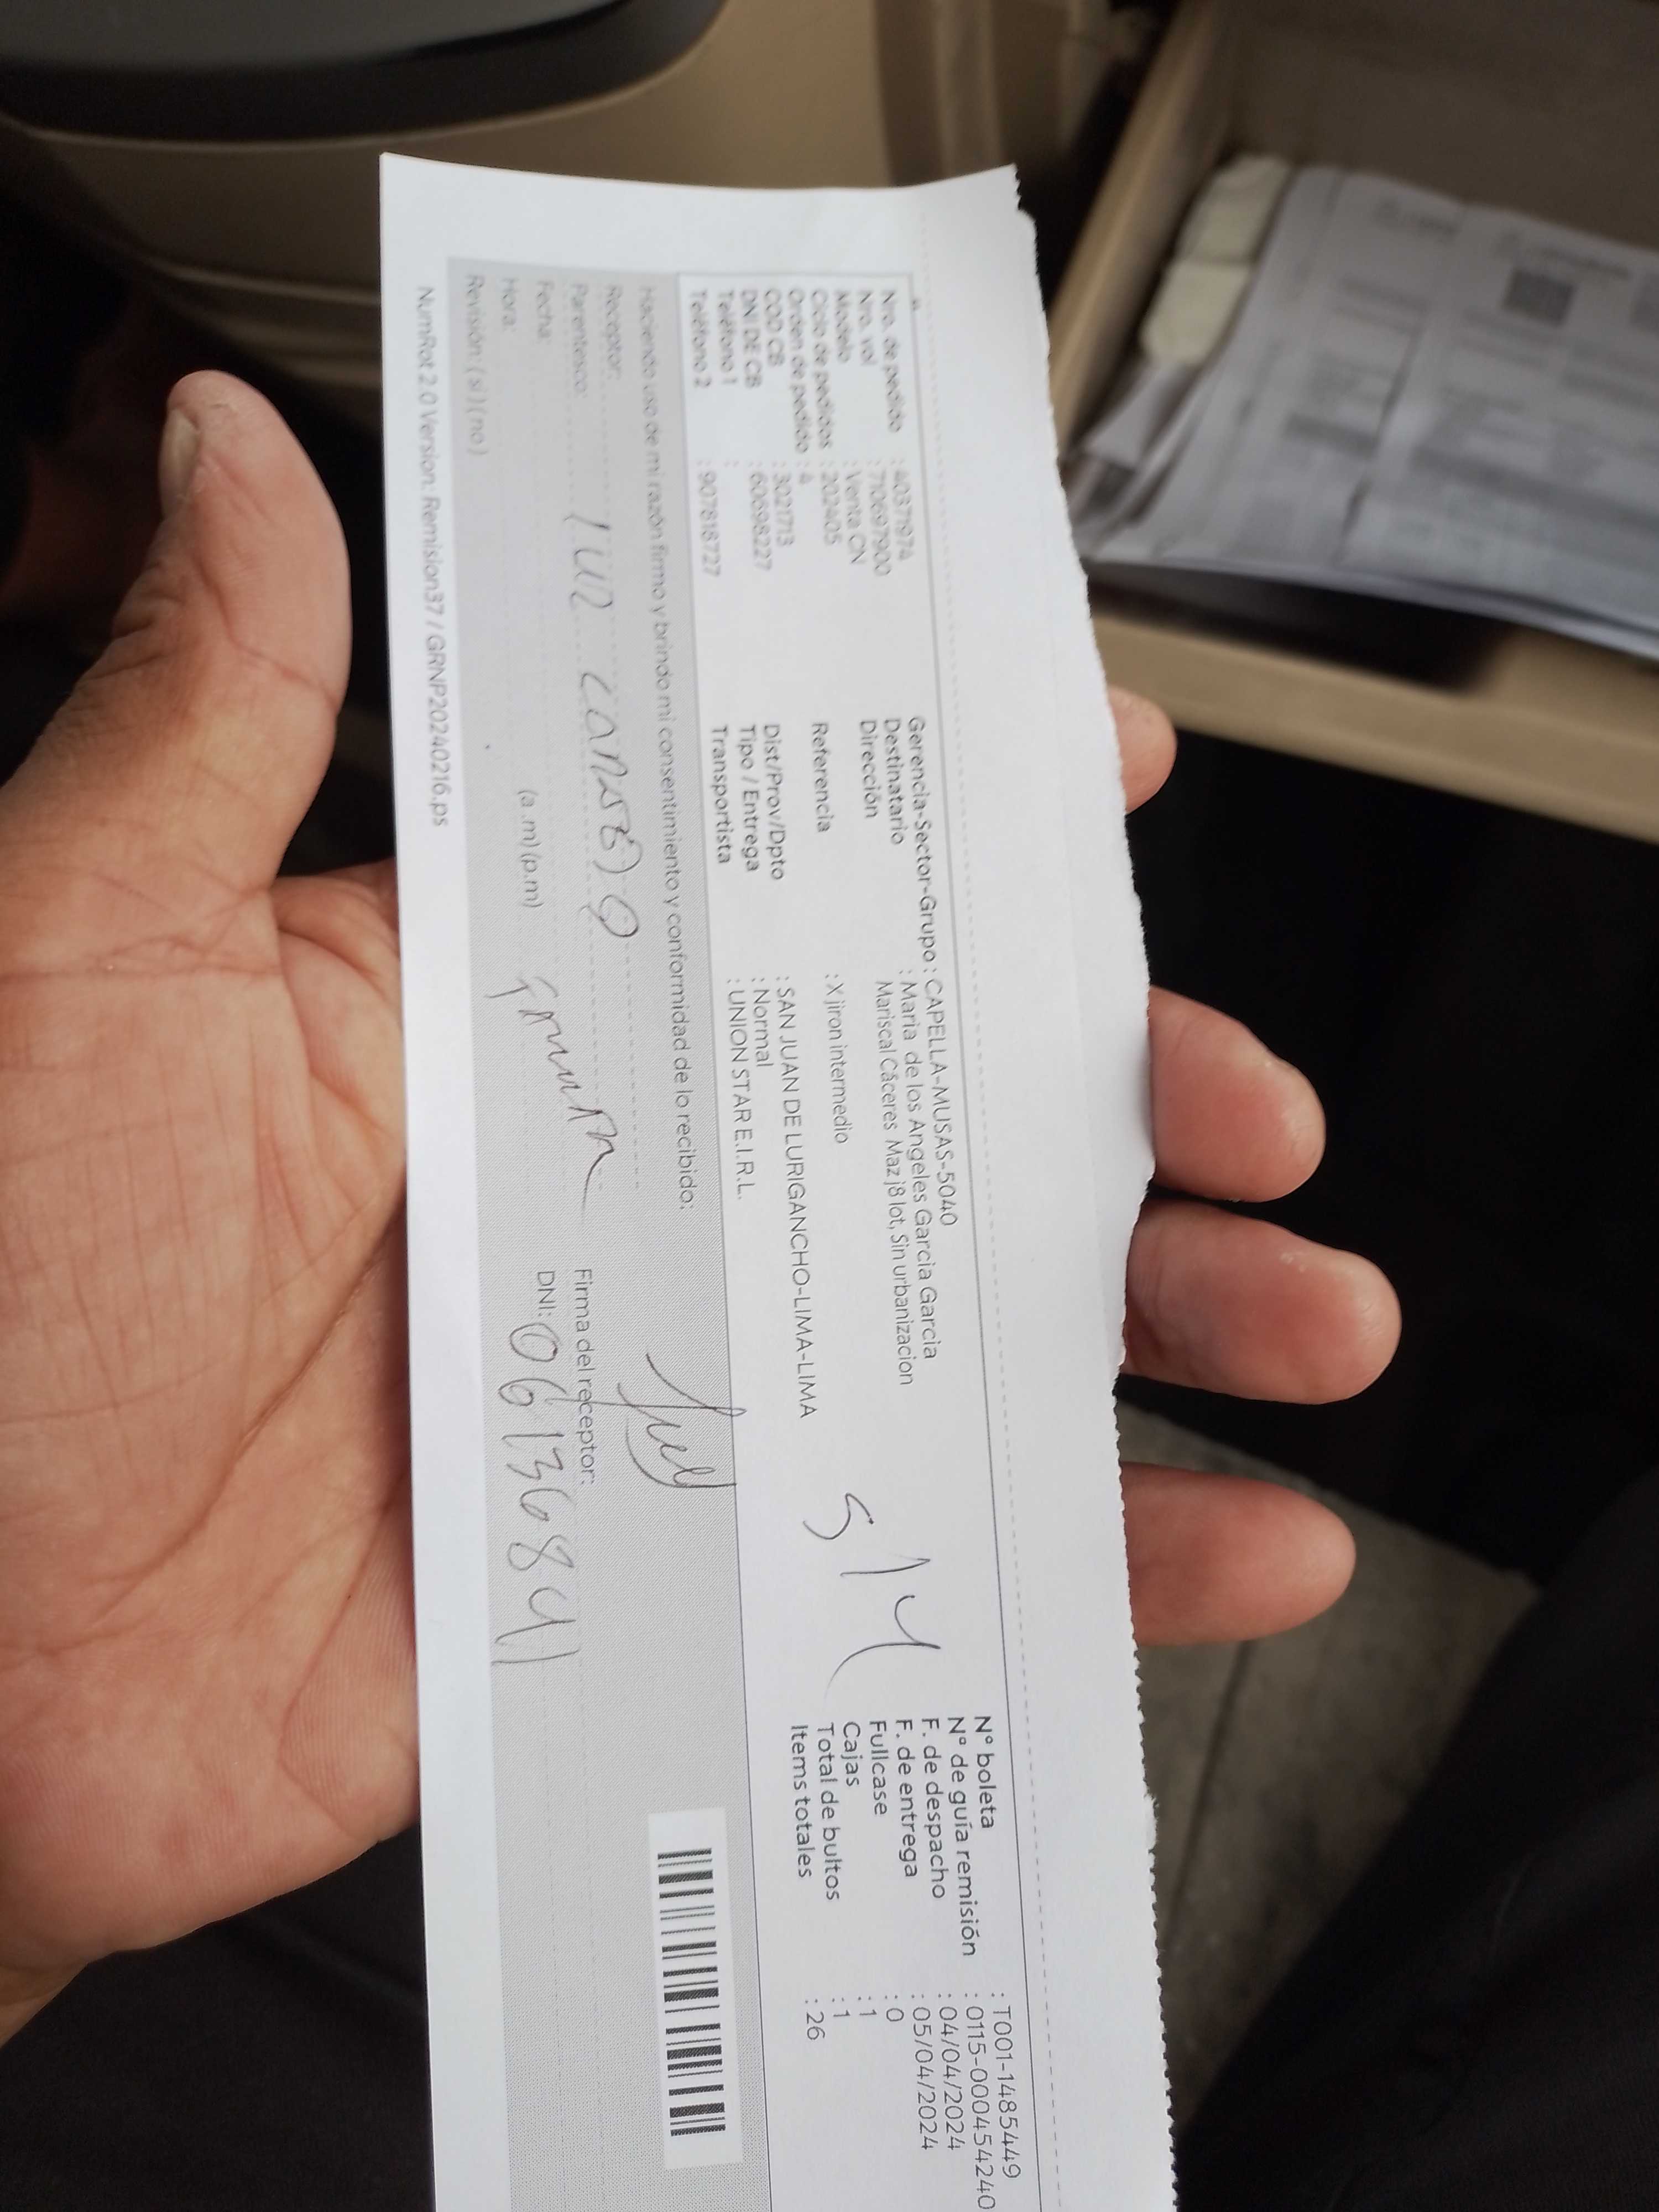 Nro. de pedido : 40371974
Nro. vol : 710697900
Modelo : Venta CN
Ciclo de pedidos : 202405
Orden de pedido : 4
COD CB : 3021713
DNI DE CB : 60698227
Teléfono 1 :
Teléfono 2 : 907818727
Gerencia-Sector-Grupo : CAPELLA-MUSAS-5040
Destinatario : Maria de los Angeles Garcia Garcia
Dirección Mariscal Cáceres Maz j8 lot, Sin urbanizacion
Referencia : X jiron intermedio
Dist/Prov/Dpto : SAN JUAN DE LURIGANCHO-LIMA-LIMA
Tipo / Entrega : Normal
Transportista : UNION STAR E.I.R.L.
514
N° boleta : T001-1485449
N° de guía remisión : 0115-000454240
F. de despacho : 04/04/2024
F. de entrega : 05/04/2024
Fullcase : 0
Cajas : 1
Total de bultos : 1
Items totales : 26
Haciendo uso de mi razón firmo y brindo mi consentimiento y conformidad de lo recibido:
Receptor:
Parentesco:
Fecha:
Hora: (a.m) (p.m)
Revisión: (si) (no)
Firma del receptor:
DNI: 06136841
NumRot 2.0 Version: Remision37 / GRNP20240216.ps